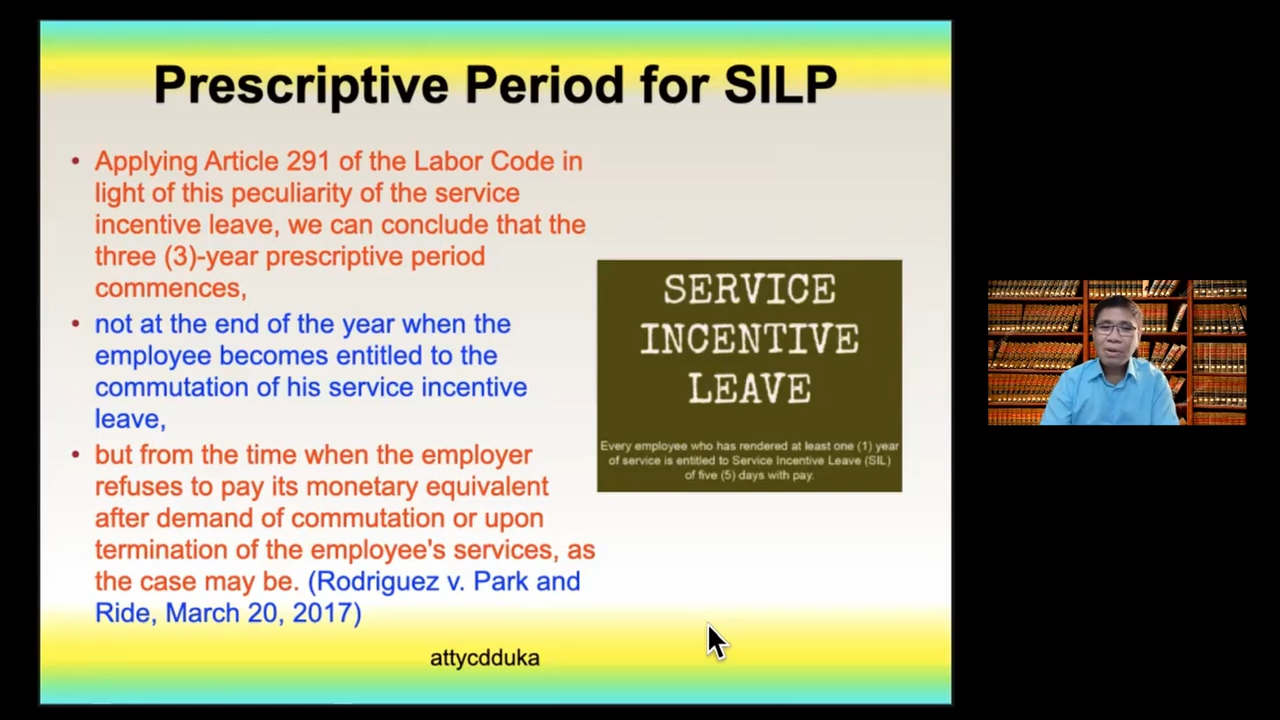 Prescriptive Period for SILP
• Applying Article 291 of the Labor Code in
light of this peculiarity of the service
incentive leave, we can conclude that the
three (3)-year prescriptive period
commences,
• not at the end of the year when the
employee becomes entitled to the
commutation of his service incentive
leave,
• but from the time when the employer
refuses to pay its monetary equivalent
after demand of commutation or upon
termination of the employee's services, as
the case may be. (Rodriguez v. Park and
Ride, March 20, 2017)
SERVICE
INCENTIVE
LEAVE
Every employee who has rendered at least one (1) year
of service is entitled to Service Incentive Leave (SIL)
of five (5) days with pay.
attycdduka